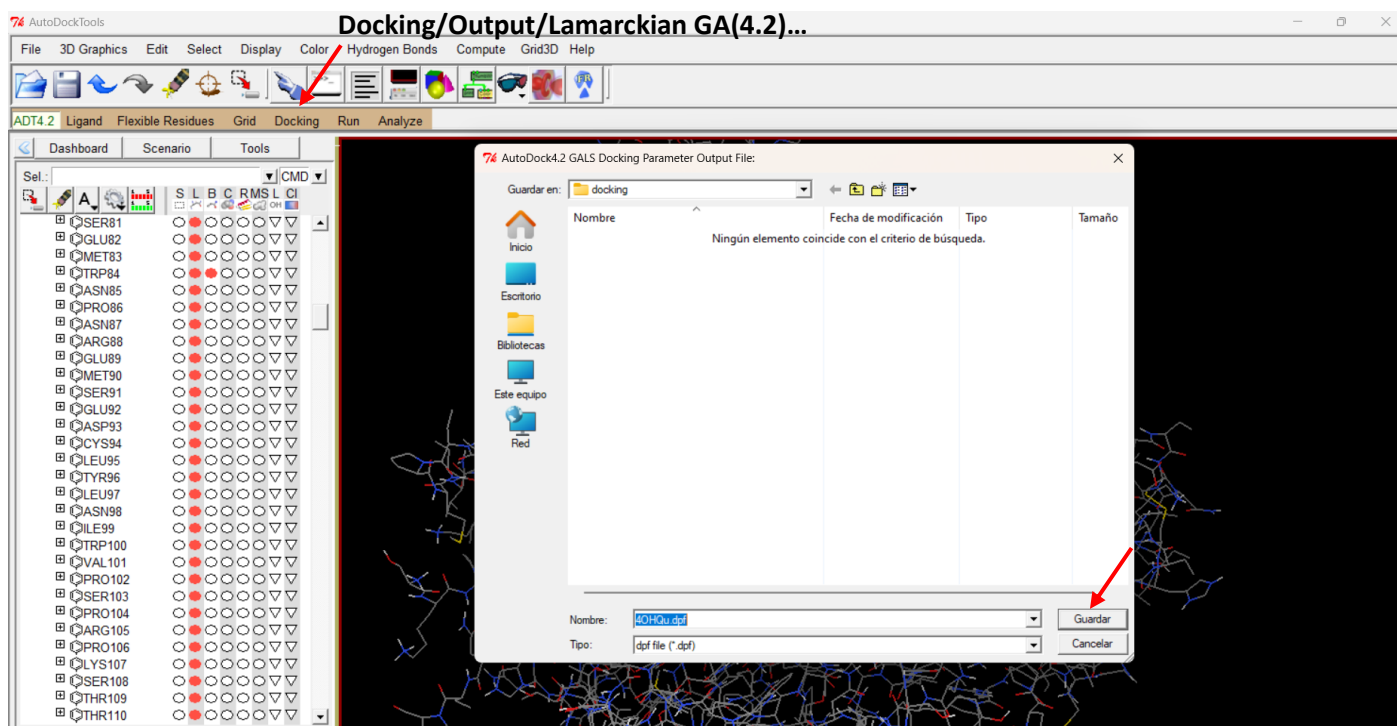 AutoDockTools
Docking/Output/Lamarckian GA(4.2)...
File 3D Graphics Edit Select Display Color Hydrogen Bonds Compute Grid3D Help
ADT4.2 Ligand Flexible Residues Grid Docking Run Analyze
Dashboard Scenario Tools
Sel.: CMD
S L B C R MS L Cl
SER81
GLU82
MET83
TRP84
ASN85
PRO86
ASN87
ARG88
GLU89
MET90
SER91
GLU92
ASP93
CYS94
LEU95
TYR96
LEU97
ASN98
ILE99
TRP100
VAL101
PRO102
SER103
PRO104
ARG105
PRO106
LYS107
SER108
THR109
THR110
AutoDock4.2 GALS Docking Parameter Output File:
Guardar en: docking
Nombre Fecha de modificación Tipo Tamaño
Ningún elemento coincide con el criterio de búsqueda.
Inicio
Escritorio
Bibliotecas
Este equipo
Red
Nombre: 4OHQu.dpf Guardar
Tipo: dpf file (*.dpf) Cancelar